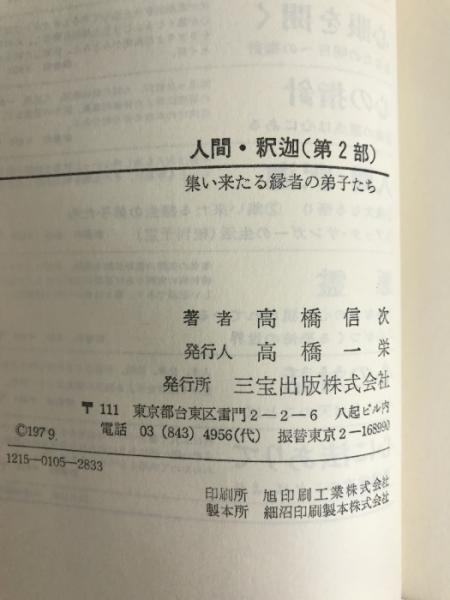 人間・釈迦(第2部)
集い来たる縁者の弟子たち
著者 高橋信次
発行人 高橋一栄
発行所 三宝出版株式会社
〒111 東京都台東区雷門2-2-6 八起ビル内
電話 03(843)4956(代) 振替東京2-168990
©1979.
1215-0105-2833
印刷所 旭印刷工業株式会社
製本所 細沼印刷製本株式会社